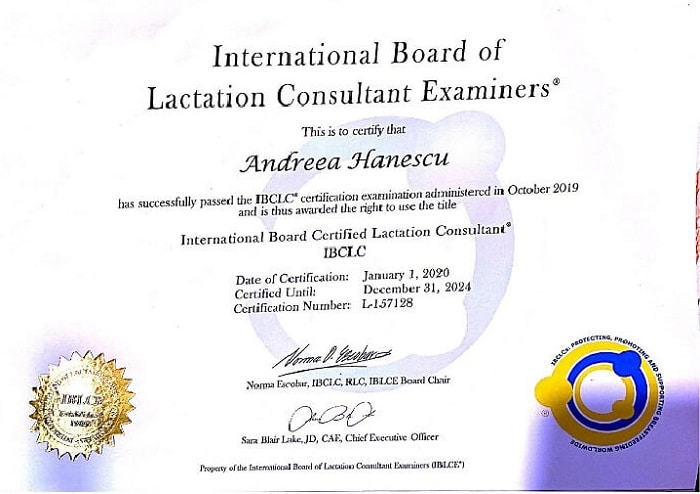 International Board of
Lactation Consultant Examiners®
This is to certify that
Andreea Hanescu
has successfully passed the IBCLC® certification examination administered in October 2019
and is thus awarded the right to use the title
International Board Certified Lactation Consultant®
IBCLC
Date of Certification: January 1, 2020
Certified Until: December 31, 2024
Certification Number: L-157128
Norma Escobar, IBCLC, RLC, IBLCE Board Chair
Sara Blair Lake, JD, CAE, Chief Executive Officer
Property of the International Board of Lactation Consultant Examiners (IBLCE®)
IBLCE
IBCLCs: PROTECTING, PROMOTING AND SUPPORTING BREASTFEEDING WORLDWIDE
®